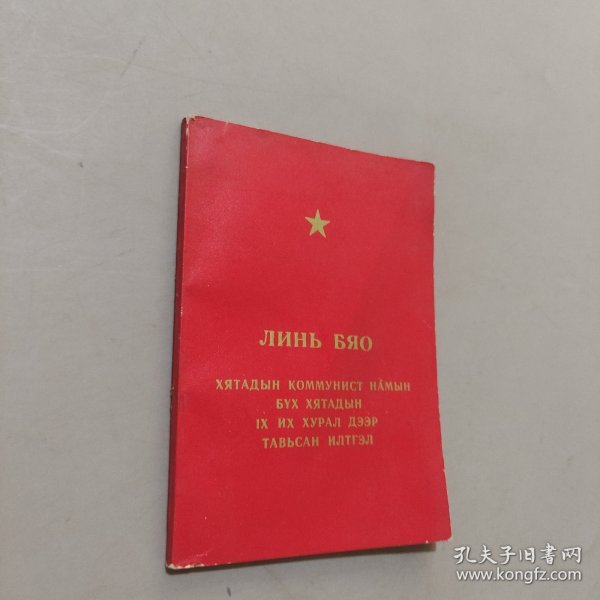 ЛИНЬ БЯО
ХЯТАДЫН КОММУНИСТ НАМЫН
БҮХ ХЯТАДЫН
IX ИХ ХУРАЛ ДЭЭР
ТАВЬСАН ИЛТГЭЛ
孔夫子旧书网
www.kongfz.com